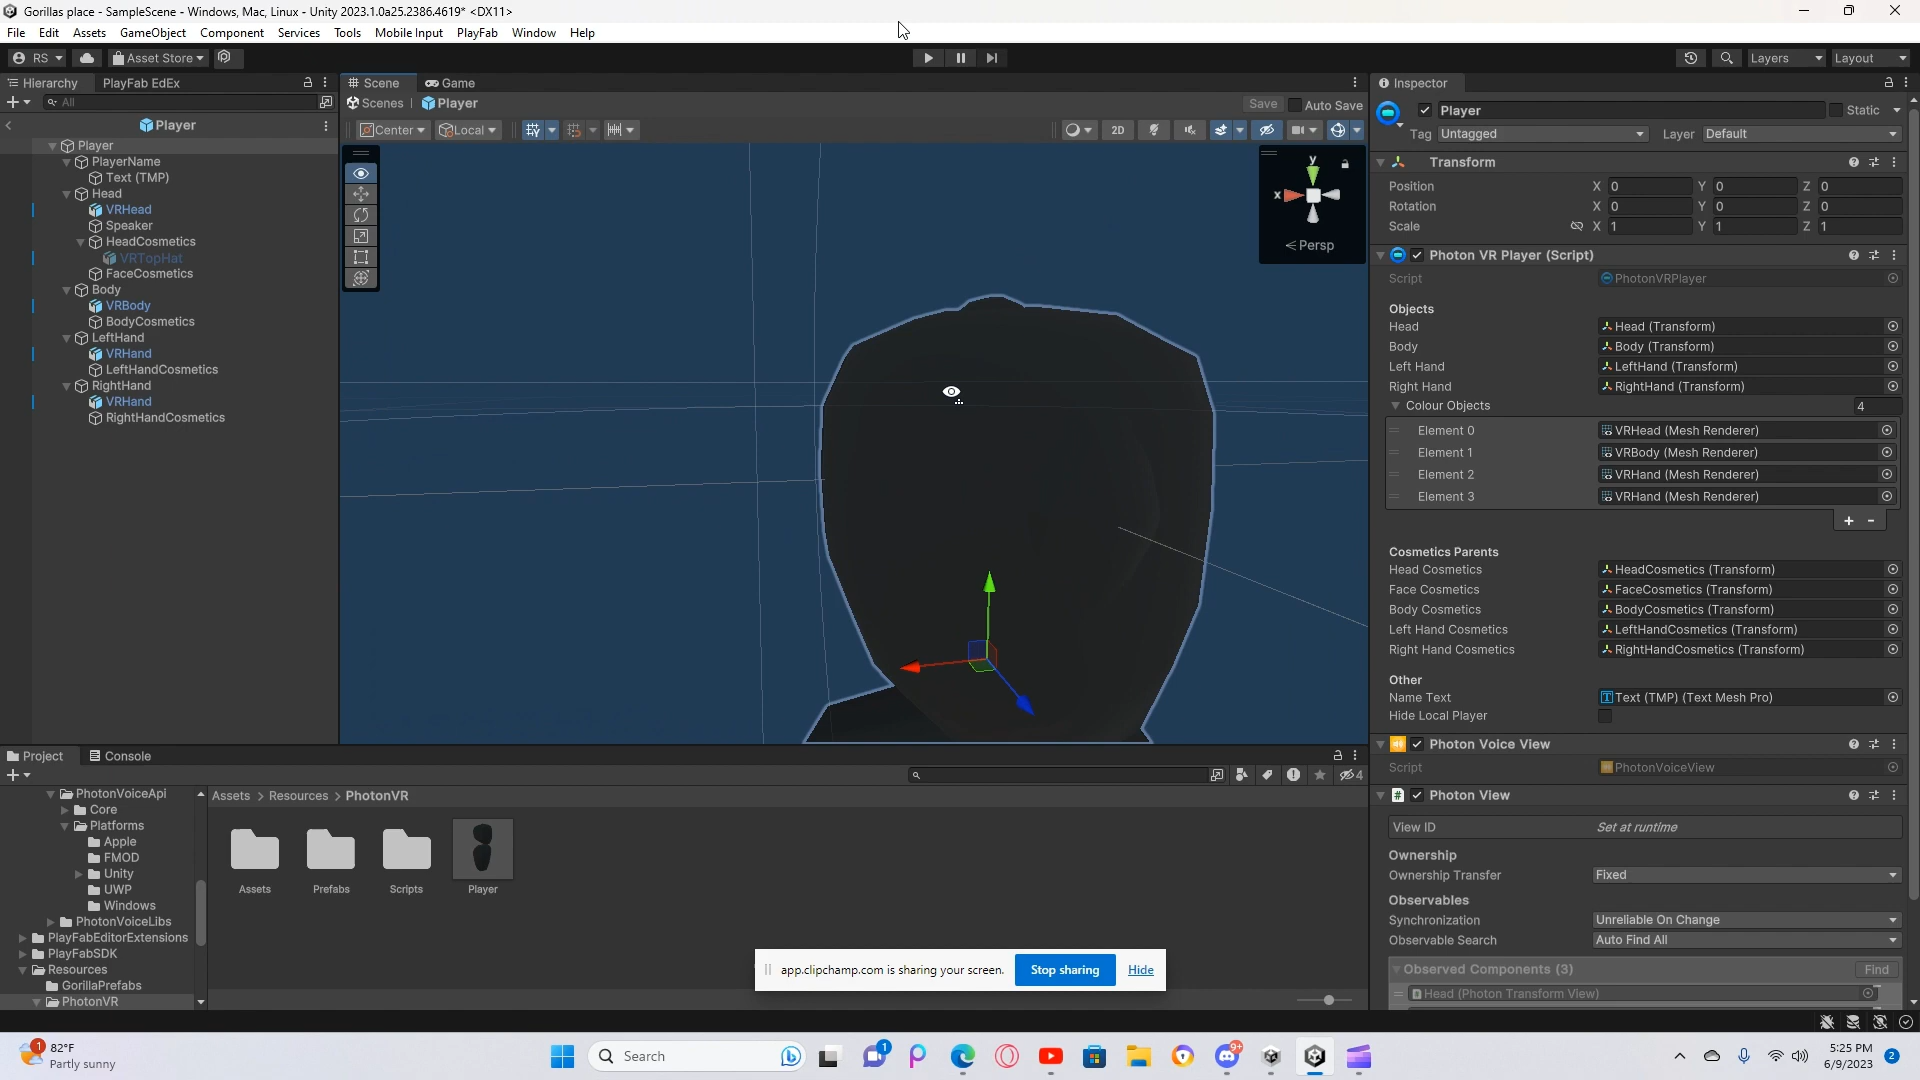 Gorillas place - SampleScene - Windows, Mac, Linux - Unity 2023.1.0a25.2386.4619* <DX11>
File Edit Assets GameObject Component Services Tools Mobile Input PlayFab Window Help
RS Asset Store Layers Layout
Hierarchy PlayFab EdEx
All
Player
Player
PlayerName
Text (TMP)
Head
VRHead
Speaker
HeadCosmetics
VRTopHat
FaceCosmetics
Body
VRBody
BodyCosmetics
LeftHand
VRHand
LeftHandCosmetics
RightHand
VRHand
RightHandCosmetics
Scene Game
Scenes | Player Save Auto Save
Center Local 2D
y
x
< Persp
Inspector
Player Static
Tag Untagged Layer Default
Transform
Position X 0 Y 0 Z 0
Rotation X 0 Y 0 Z 0
Scale X 1 Y 1 Z 1
Photon VR Player (Script)
Script PhotonVRPlayer
Objects
Head Head (Transform)
Body Body (Transform)
Left Hand LeftHand (Transform)
Right Hand RightHand (Transform)
Colour Objects 4
Element 0 VRHead (Mesh Renderer)
Element 1 VRBody (Mesh Renderer)
Element 2 VRHand (Mesh Renderer)
Element 3 VRHand (Mesh Renderer)
+ -
Cosmetics Parents
Head Cosmetics HeadCosmetics (Transform)
Face Cosmetics FaceCosmetics (Transform)
Body Cosmetics BodyCosmetics (Transform)
Left Hand Cosmetics LeftHandCosmetics (Transform)
Right Hand Cosmetics RightHandCosmetics (Transform)
Other
Name Text Text (TMP) (Text Mesh Pro)
Hide Local Player
Photon Voice View
Script PhotonVoiceView
Photon View
View ID Set at runtime
Ownership
Ownership Transfer Fixed
Observables
Synchronization Unreliable On Change
Observable Search Auto Find All
Observed Components (3) Find
Head (Photon Transform View)
Project Console
4
PhotonVoiceApi
Core
Platforms
Apple
FMOD
Unity
UWP
Windows
PhotonVoiceLibs
PlayFabEditorExtensions
PlayFabSDK
Resources
GorillaPrefabs
PhotonVR
Assets > Resources > PhotonVR
Assets Prefabs Scripts Player
app.clipchamp.com is sharing your screen. Stop sharing Hide
1
82°F
Partly sunny
Search
1
9+
5:25 PM
6/9/2023
2